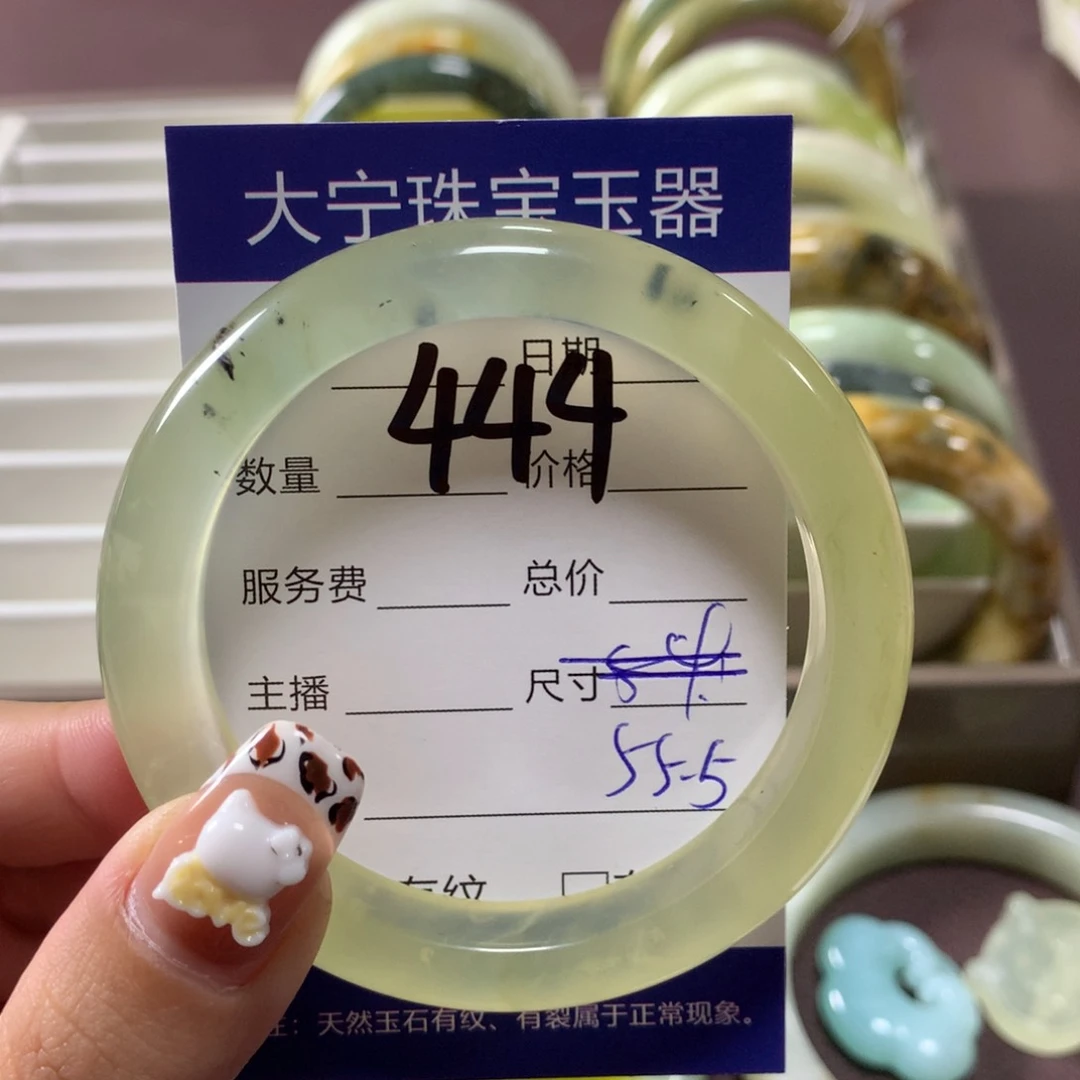 大宁珠宝玉器
日期
444
数量 价格
服务费 总价
主播 尺寸
55-5
有纹
注：天然玉石有纹、有裂属于正常现象。